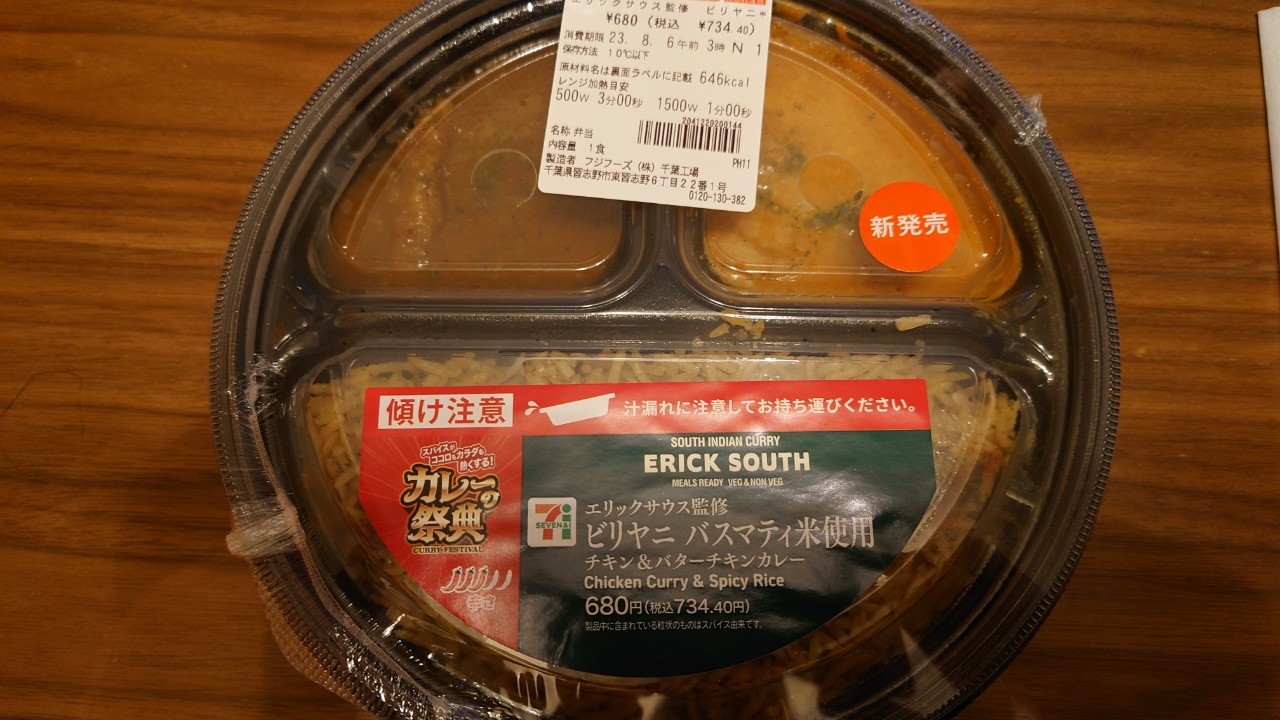 エリックサウス監修 ビリヤニ*
¥680(税込 ¥734.40)
消費期限 23. 8. 6午前 3時 N 1
保存方法 10℃以下
原材料名は裏面ラベルに記載 646kcal
レンジ加熱目安
500W 3分00秒 1500W 1分00秒
2041220200144
名称 弁当
内容量 1食
PH11
製造者 フジフーズ(株)千葉工場
千葉県習志野市東習志野6丁目22番1号
0120-130-382
新発売
傾け注意
汁漏れに注意してお持ち運びください。
スパイスが
ココロもカラダも
熱くする!
カレーの
祭典
CURRY FESTIVAL
辛さ
SOUTH INDIAN CURRY
ERICK SOUTH
MEALS READY VEG & NON VEG
SEVEN&i
エリックサウス監修
ビリヤニ バスマティ米使用
チキン&バターチキンカレー
Chicken Curry & Spicy Rice
680円(税込734.40円)
製品中に含まれている粒状のものはスパイス由来です。